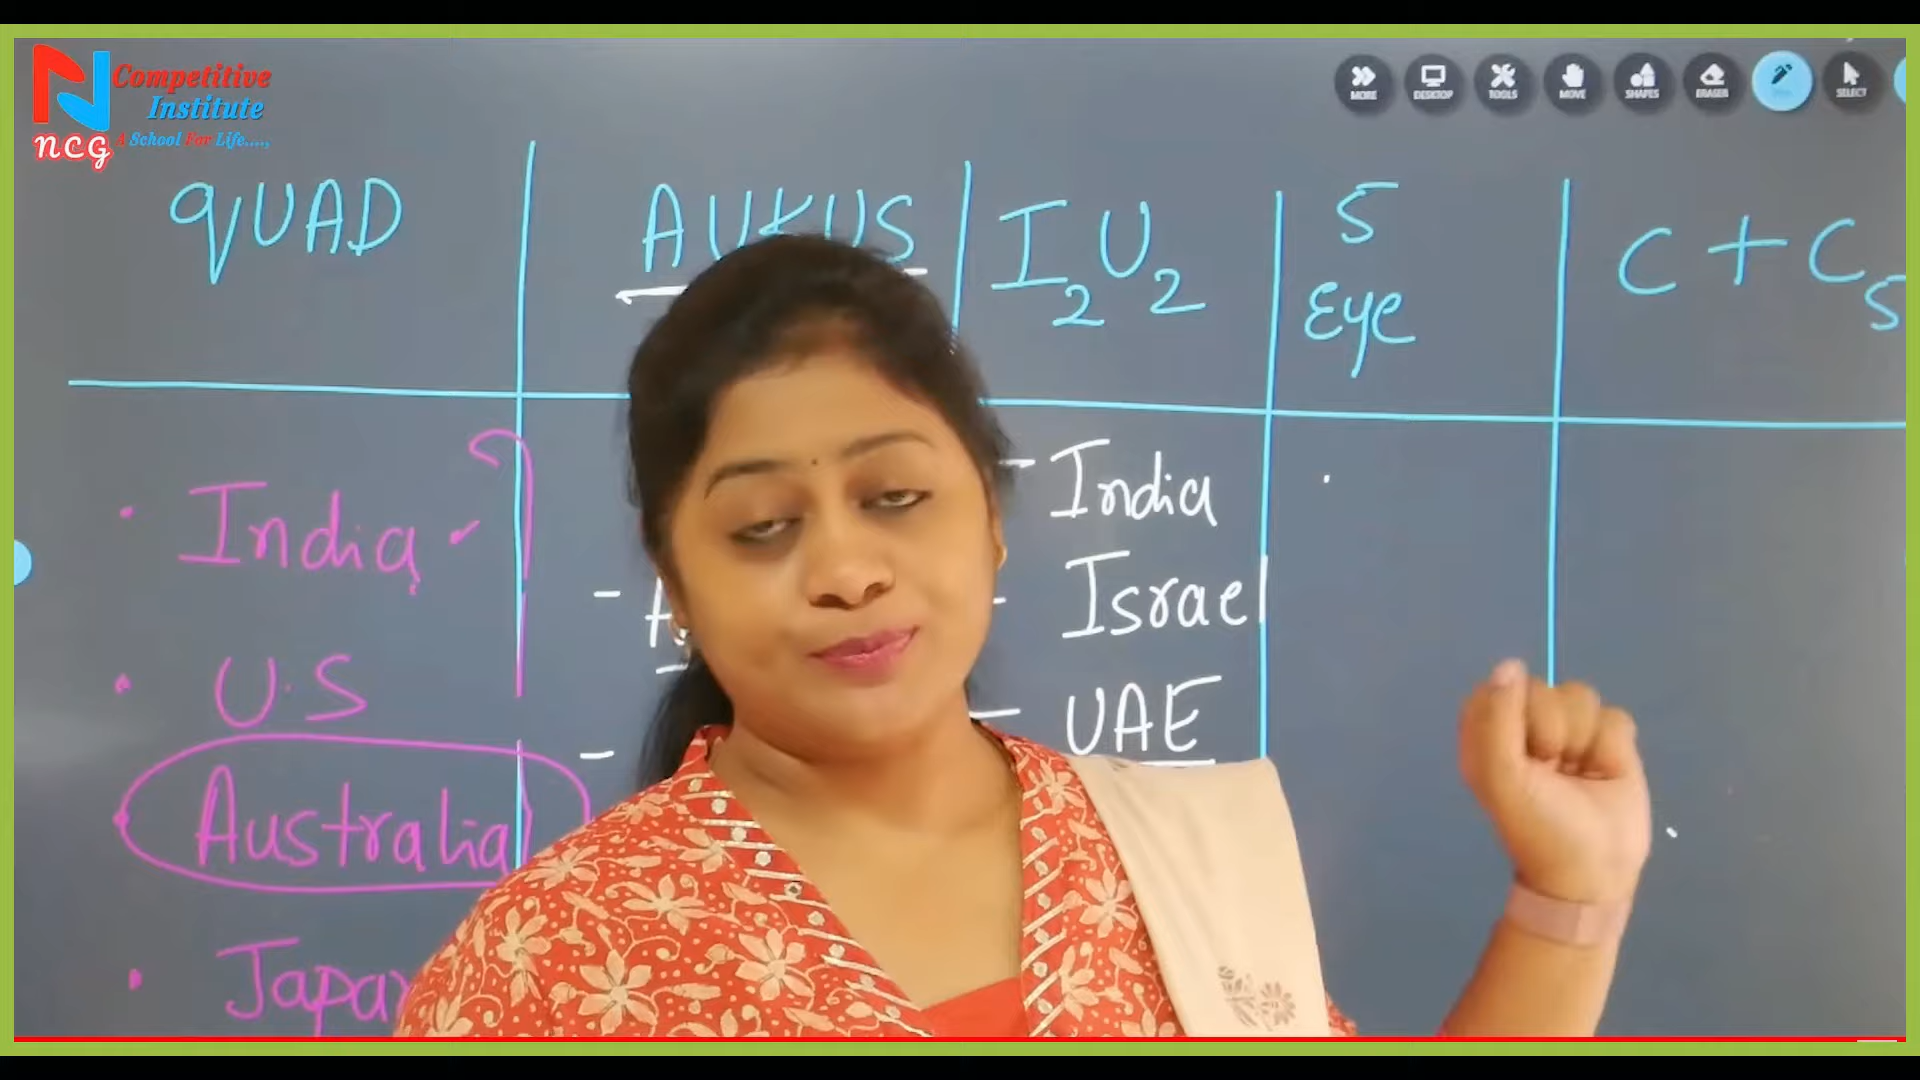 Competitive
Institute
A School For Life....,
NCG
MORE
DESKTOP
TOOLS
MOVE
SHAPES
ERASER
SELECT
qUAD
AUKUS
I2U2
5
Eye
C + C5
India
U.S
Australia
India
Israel
UAE